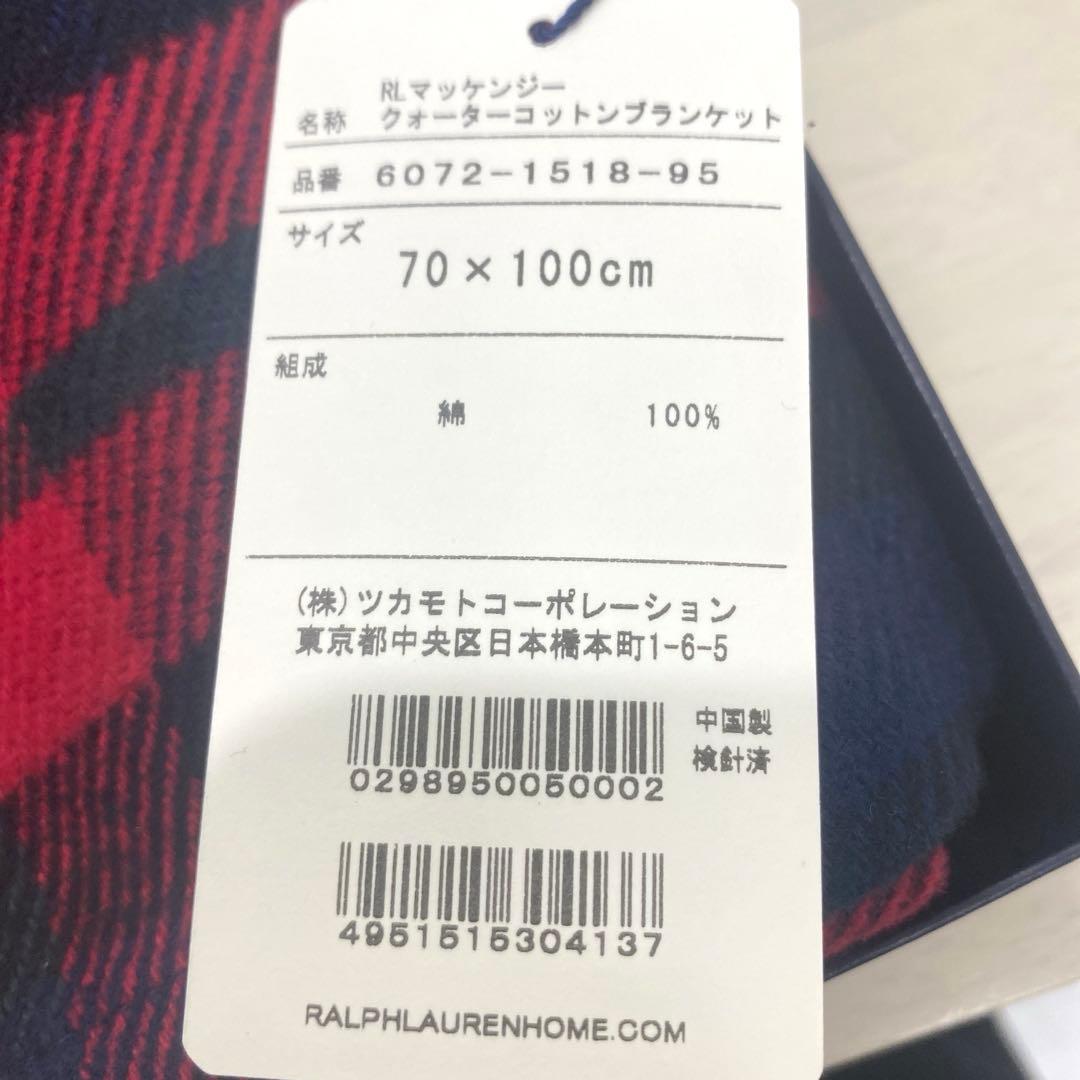 RLマッケンジー
名称 クォーターコットンブランケット
品番 6072-1518-95
サイズ
70×100cm
組成
綿 100%
(株)ツカモトコーポレーション
東京都中央区日本橋本町1-6-5
中国製
検針済
0298950050002
4951515304137
RALPHLAURENHOME.COM